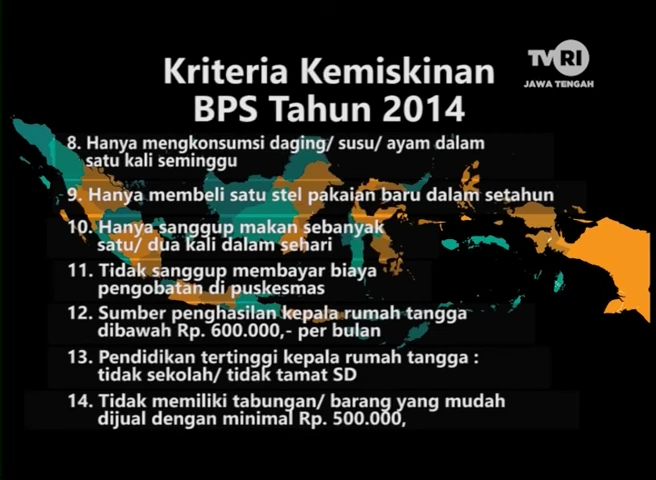 Kriteria Kemiskinan
BPS Tahun 2014
TVRI
JAWA TENGAH
8. Hanya mengkonsumsi daging/ susu/ ayam dalam
satu kali seminggu
9. Hanya membeli satu stel pakaian baru dalam setahun
10. Hanya sanggup makan sebanyak
satu/ dua kali dalam sehari
11. Tidak sanggup membayar biaya
pengobatan di puskesmas
12. Sumber penghasilan kepala rumah tangga
dibawah Rp. 600.000,- per bulan
13. Pendidikan tertinggi kepala rumah tangga :
tidak sekolah/ tidak tamat SD
14. Tidak memiliki tabungan/ barang yang mudah
dijual dengan minimal Rp. 500.000,